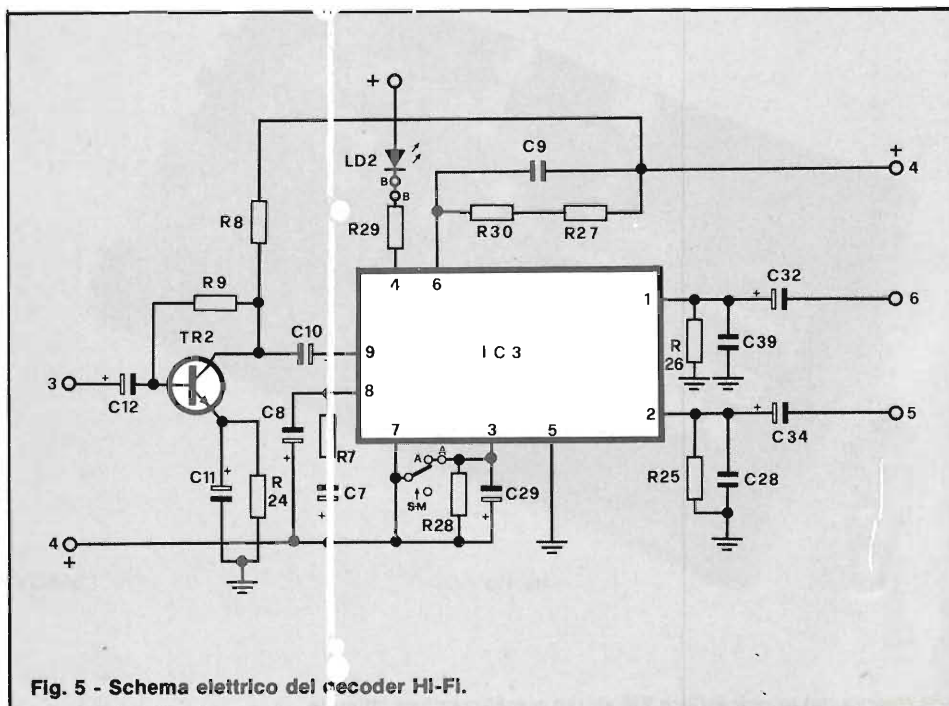 +
LD2
B
B
C9
+
4
R8
R29
R30
R27
R9
4
6
C32
+
6
1
TR2
C10
R
26
C39
9
IC3
3
+
C12
8
C8
+
2
+
C34
5
7
3
5
R7
A
A
R25
C28
C11
+
R
24
S-M
R28
C29
+
C7
+
4
+
Fig. 5 - Schema elettrico del decoder Hi-Fi.